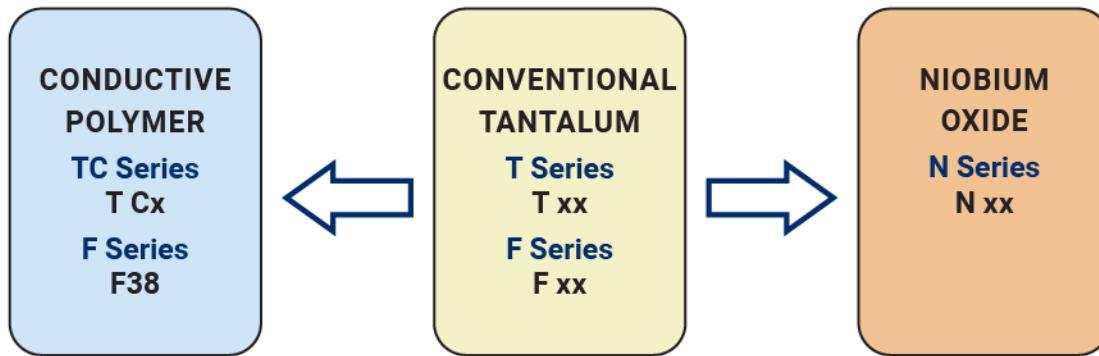 CONDUCTIVE
POLYMER
TC Series
T Cx
F Series
F38
CONVENTIONAL
TANTALUM
T Series
T xx
F Series
F xx
NIOBIUM
OXIDE
N Series
N xx